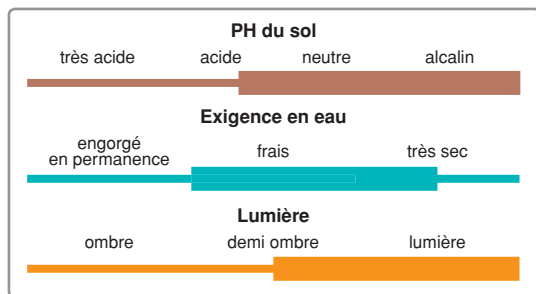 PH du sol
très acide acide neutre alcalin
Exigence en eau
engorgé
en permanence frais très sec
Lumière
ombre demi ombre lumière